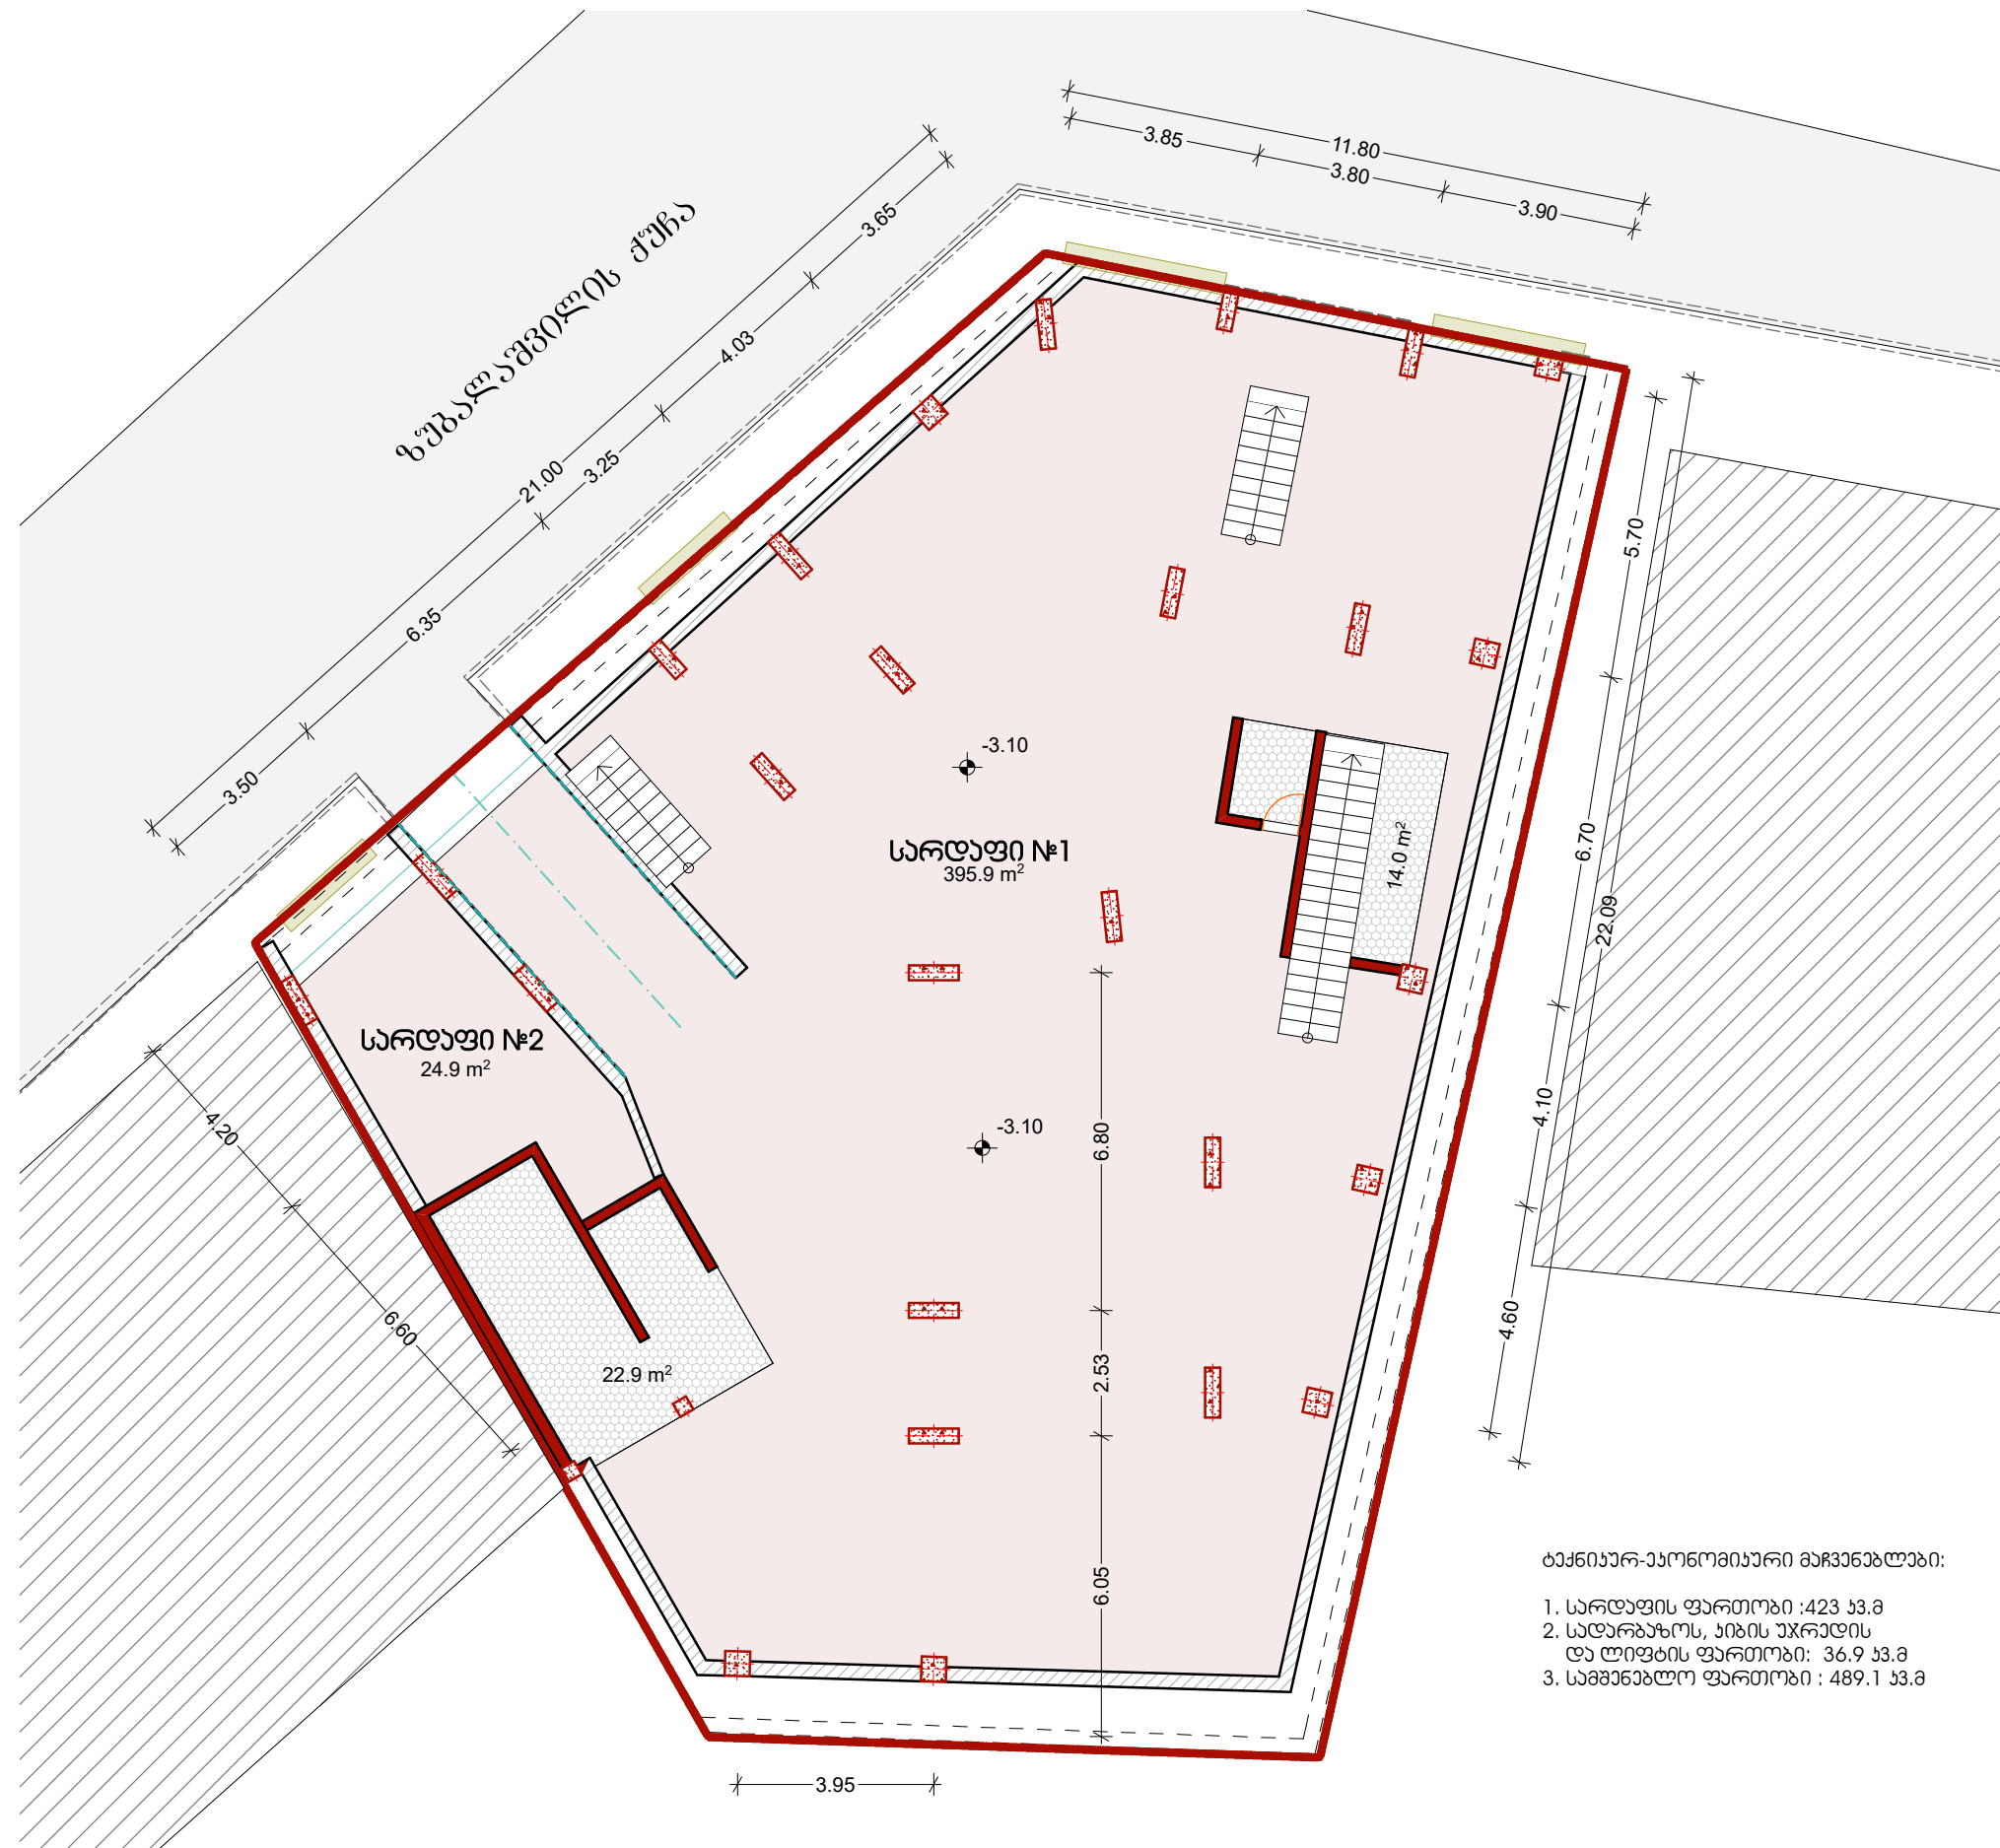 11.80
3.85
3.80
3.90
3.65
4.03
ზუბალაშვილის ქუჩა
21.00
3.25
6.35
3.50
5.70
-3.10
სარდაფი №1
395.9 m²
14.0 m²
6.70
22.09
სარდაფი №2
24.9 m²
4.20
-3.10
6.80
4.10
6.60
4.60
22.9 m²
2.53
6.05
3.95
ტექნიკურ-ეკონომიკური მაჩვენებლები:
1. სარდაფის ფართობი :423 კვ.მ
2. სადარბაზოს, კიბის უჯრედის
და ლიფტის ფართობი: 36.9 კვ.მ
3. სამშენებლო ფართობი : 489.1 კვ.მ